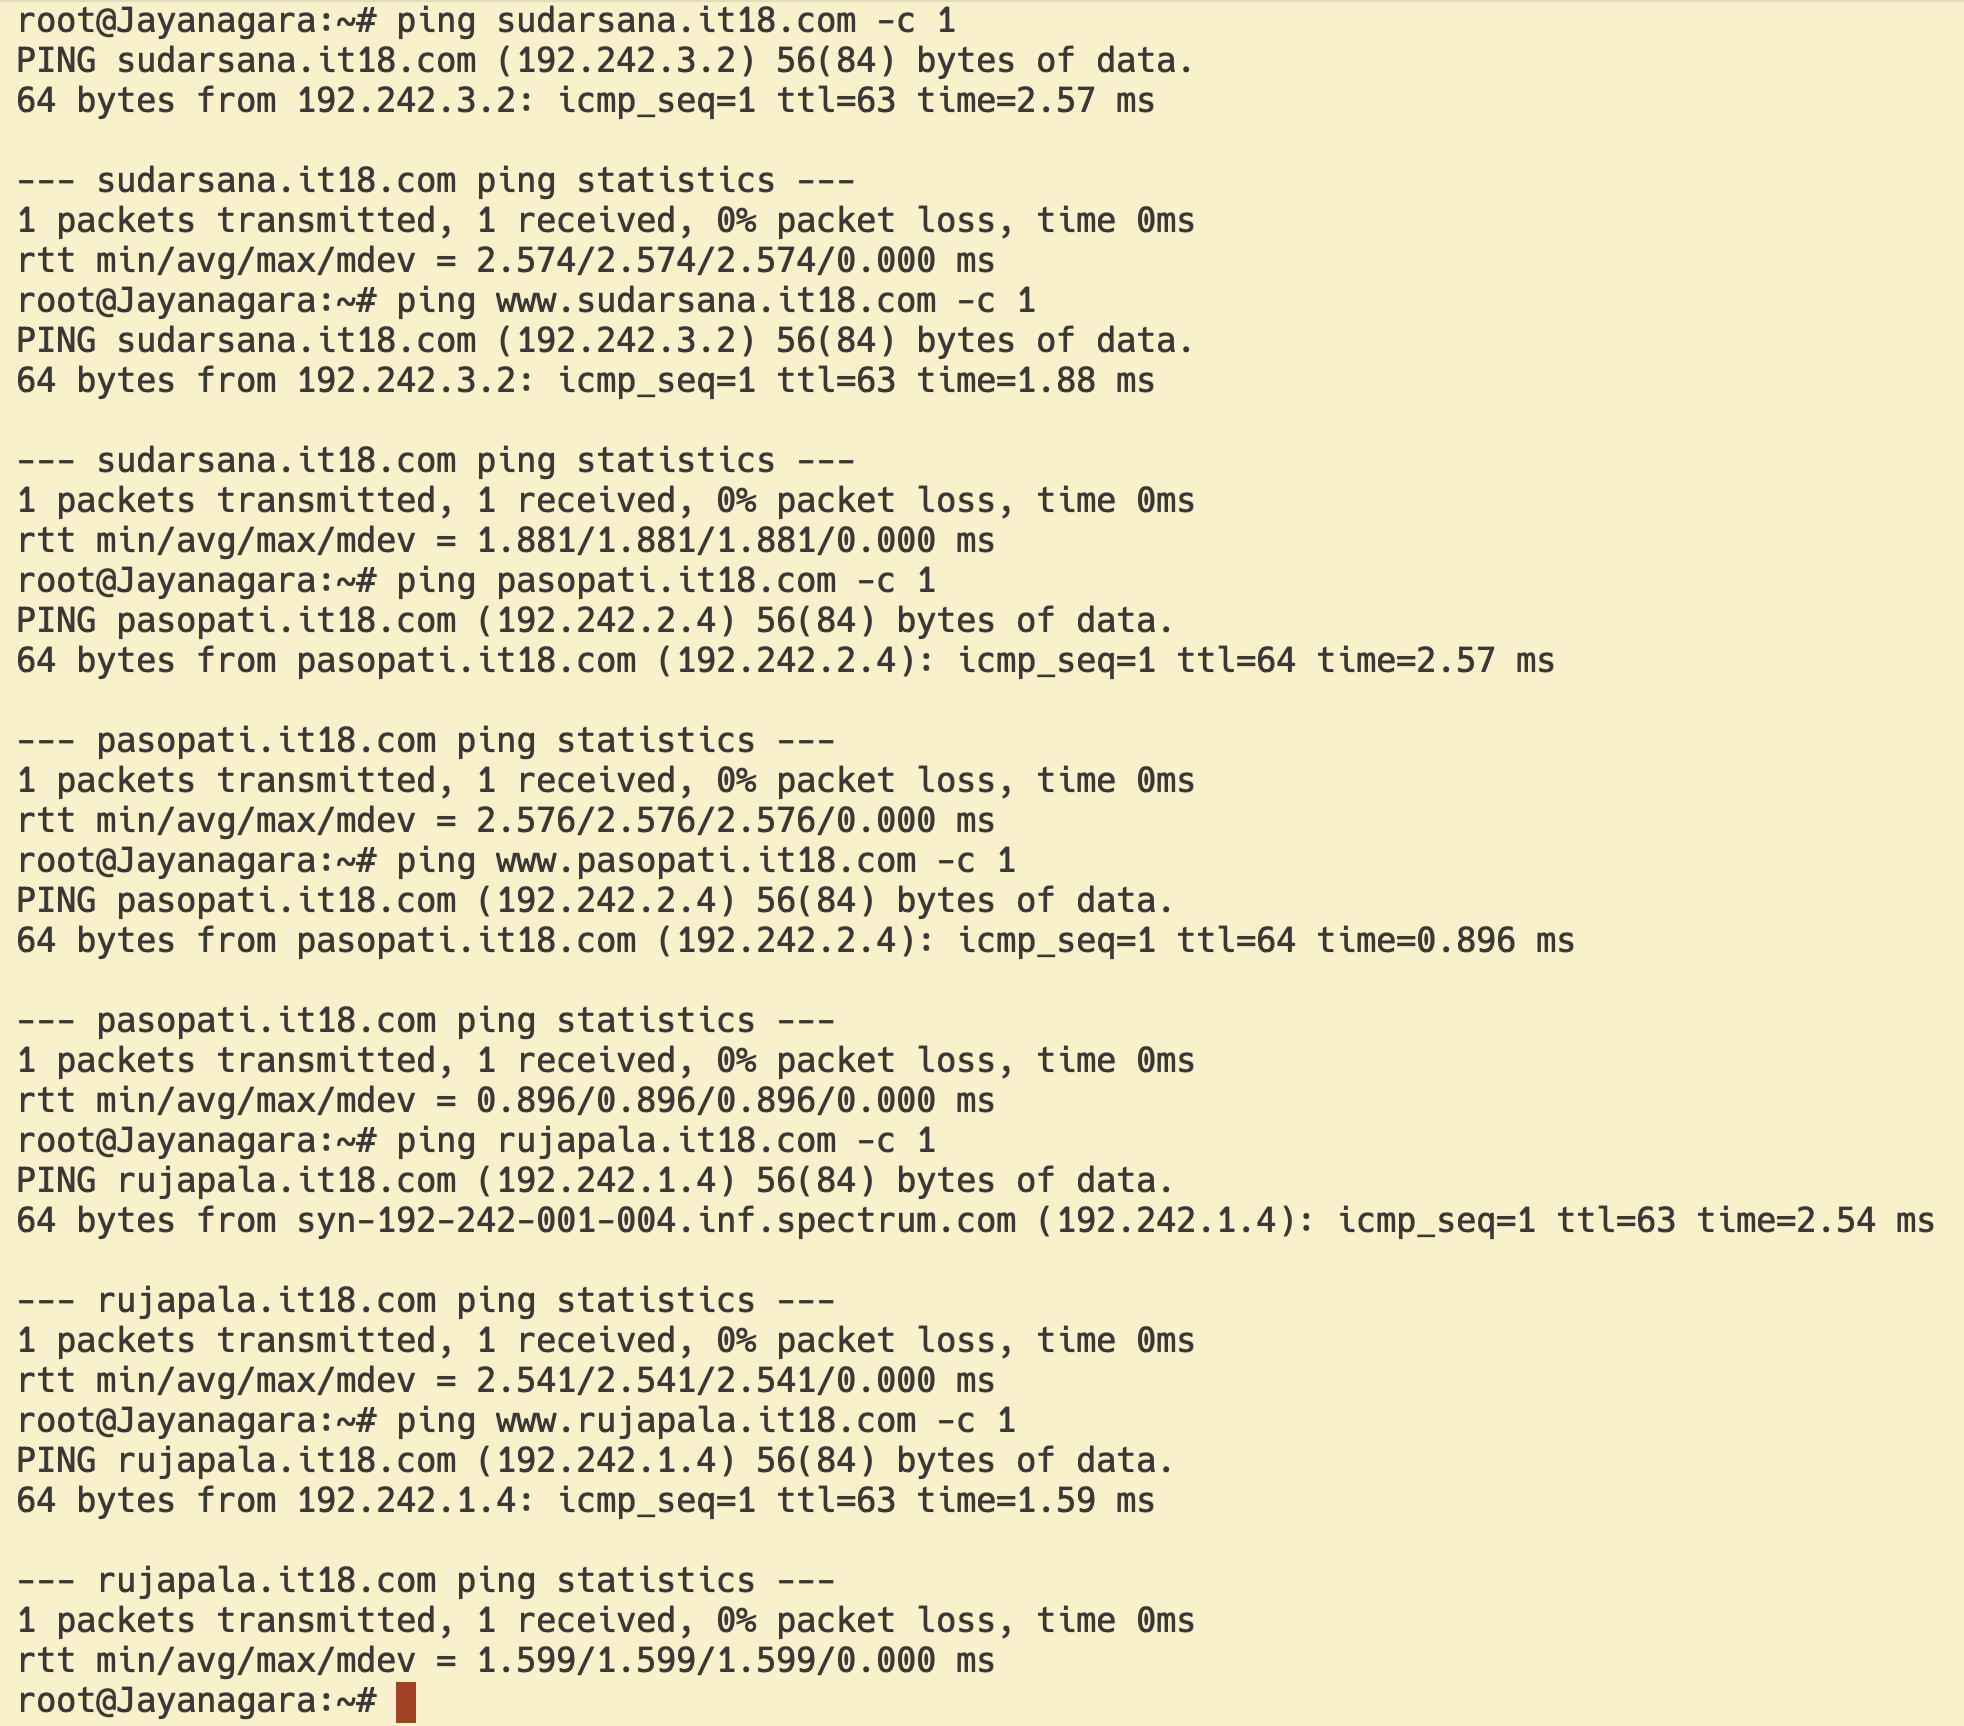 root@Jayanagara:~# ping sudarsana.it18.com -c 1
PING sudarsana.it18.com (192.242.3.2) 56(84) bytes of data.
64 bytes from 192.242.3.2: icmp_seq=1 ttl=63 time=2.57 ms

--- sudarsana.it18.com ping statistics ---
1 packets transmitted, 1 received, 0% packet loss, time 0ms
rtt min/avg/max/mdev = 2.574/2.574/2.574/0.000 ms
root@Jayanagara:~# ping www.sudarsana.it18.com -c 1
PING sudarsana.it18.com (192.242.3.2) 56(84) bytes of data.
64 bytes from 192.242.3.2: icmp_seq=1 ttl=63 time=1.88 ms

--- sudarsana.it18.com ping statistics ---
1 packets transmitted, 1 received, 0% packet loss, time 0ms
rtt min/avg/max/mdev = 1.881/1.881/1.881/0.000 ms
root@Jayanagara:~# ping pasopati.it18.com -c 1
PING pasopati.it18.com (192.242.2.4) 56(84) bytes of data.
64 bytes from pasopati.it18.com (192.242.2.4): icmp_seq=1 ttl=64 time=2.57 ms

--- pasopati.it18.com ping statistics ---
1 packets transmitted, 1 received, 0% packet loss, time 0ms
rtt min/avg/max/mdev = 2.576/2.576/2.576/0.000 ms
root@Jayanagara:~# ping www.pasopati.it18.com -c 1
PING pasopati.it18.com (192.242.2.4) 56(84) bytes of data.
64 bytes from pasopati.it18.com (192.242.2.4): icmp_seq=1 ttl=64 time=0.896 ms

--- pasopati.it18.com ping statistics ---
1 packets transmitted, 1 received, 0% packet loss, time 0ms
rtt min/avg/max/mdev = 0.896/0.896/0.896/0.000 ms
root@Jayanagara:~# ping rujapala.it18.com -c 1
PING rujapala.it18.com (192.242.1.4) 56(84) bytes of data.
64 bytes from syn-192-242-001-004.inf.spectrum.com (192.242.1.4): icmp_seq=1 ttl=63 time=2.54 ms

--- rujapala.it18.com ping statistics ---
1 packets transmitted, 1 received, 0% packet loss, time 0ms
rtt min/avg/max/mdev = 2.541/2.541/2.541/0.000 ms
root@Jayanagara:~# ping www.rujapala.it18.com -c 1
PING rujapala.it18.com (192.242.1.4) 56(84) bytes of data.
64 bytes from 192.242.1.4: icmp_seq=1 ttl=63 time=1.59 ms

--- rujapala.it18.com ping statistics ---
1 packets transmitted, 1 received, 0% packet loss, time 0ms
rtt min/avg/max/mdev = 1.599/1.599/1.599/0.000 ms
root@Jayanagara:~#